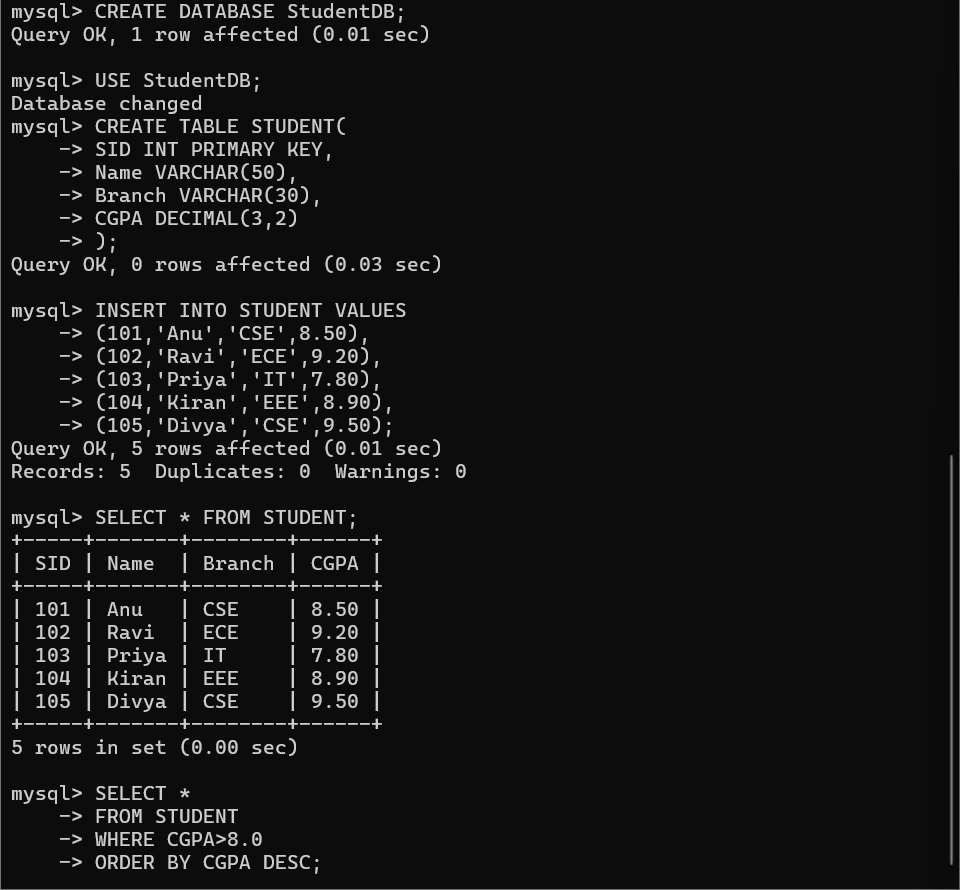 mysql> CREATE DATABASE StudentDB;
Query OK, 1 row affected (0.01 sec)

mysql> USE StudentDB;
Database changed
mysql> CREATE TABLE STUDENT(
    -> SID INT PRIMARY KEY,
    -> Name VARCHAR(50),
    -> Branch VARCHAR(30),
    -> CGPA DECIMAL(3,2)
    -> );
Query OK, 0 rows affected (0.03 sec)

mysql> INSERT INTO STUDENT VALUES
    -> (101,'Anu','CSE',8.50),
    -> (102,'Ravi','ECE',9.20),
    -> (103,'Priya','IT',7.80),
    -> (104,'Kiran','EEE',8.90),
    -> (105,'Divya','CSE',9.50);
Query OK, 5 rows affected (0.01 sec)
Records: 5  Duplicates: 0  Warnings: 0

mysql> SELECT * FROM STUDENT;
+-----+-------+--------+------+
| SID | Name  | Branch | CGPA |
+-----+-------+--------+------+
| 101 | Anu   | CSE    | 8.50 |
| 102 | Ravi  | ECE    | 9.20 |
| 103 | Priya | IT     | 7.80 |
| 104 | Kiran | EEE    | 8.90 |
| 105 | Divya | CSE    | 9.50 |
+-----+-------+--------+------+
5 rows in set (0.00 sec)

mysql> SELECT *
    -> FROM STUDENT
    -> WHERE CGPA>8.0
    -> ORDER BY CGPA DESC;